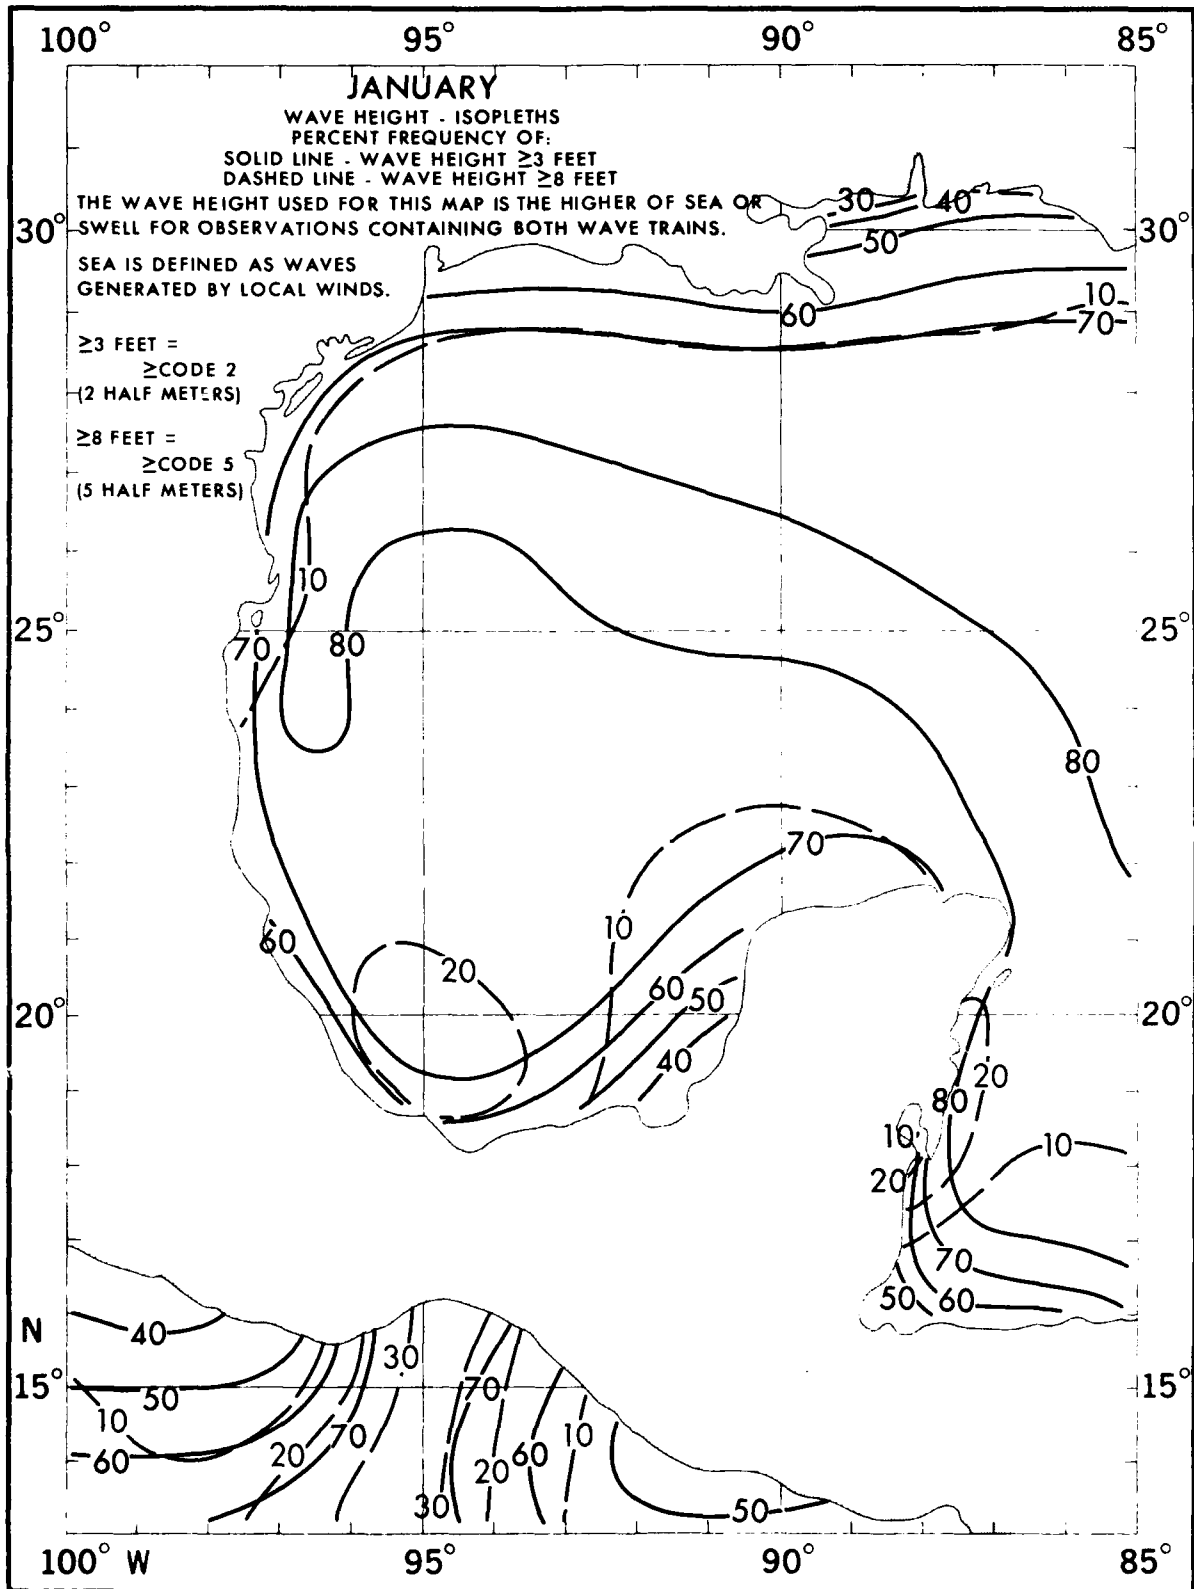 100° 95° 90° 85°
JANUARY
WAVE HEIGHT - ISOPLETHS
PERCENT FREQUENCY OF:
SOLID LINE - WAVE HEIGHT ≥3 FEET
DASHED LINE - WAVE HEIGHT ≥8 FEET
THE WAVE HEIGHT USED FOR THIS MAP IS THE HIGHER OF SEA OR
SWELL FOR OBSERVATIONS CONTAINING BOTH WAVE TRAINS.
SEA IS DEFINED AS WAVES
GENERATED BY LOCAL WINDS.
≥3 FEET =
≥CODE 2
(2 HALF METERS)
≥8 FEET =
≥CODE 5
(5 HALF METERS)
30 40
30° 30°
50
10
60 70
10
25° 25°
70 80
80
70
10
60
20
60 50
20° 20°
40 20
80
10 10
20
70
50 60
N 40
30
15° 50 70 15°
10 70 10
60 20 20 60
30 50
100° W 95° 90° 85°